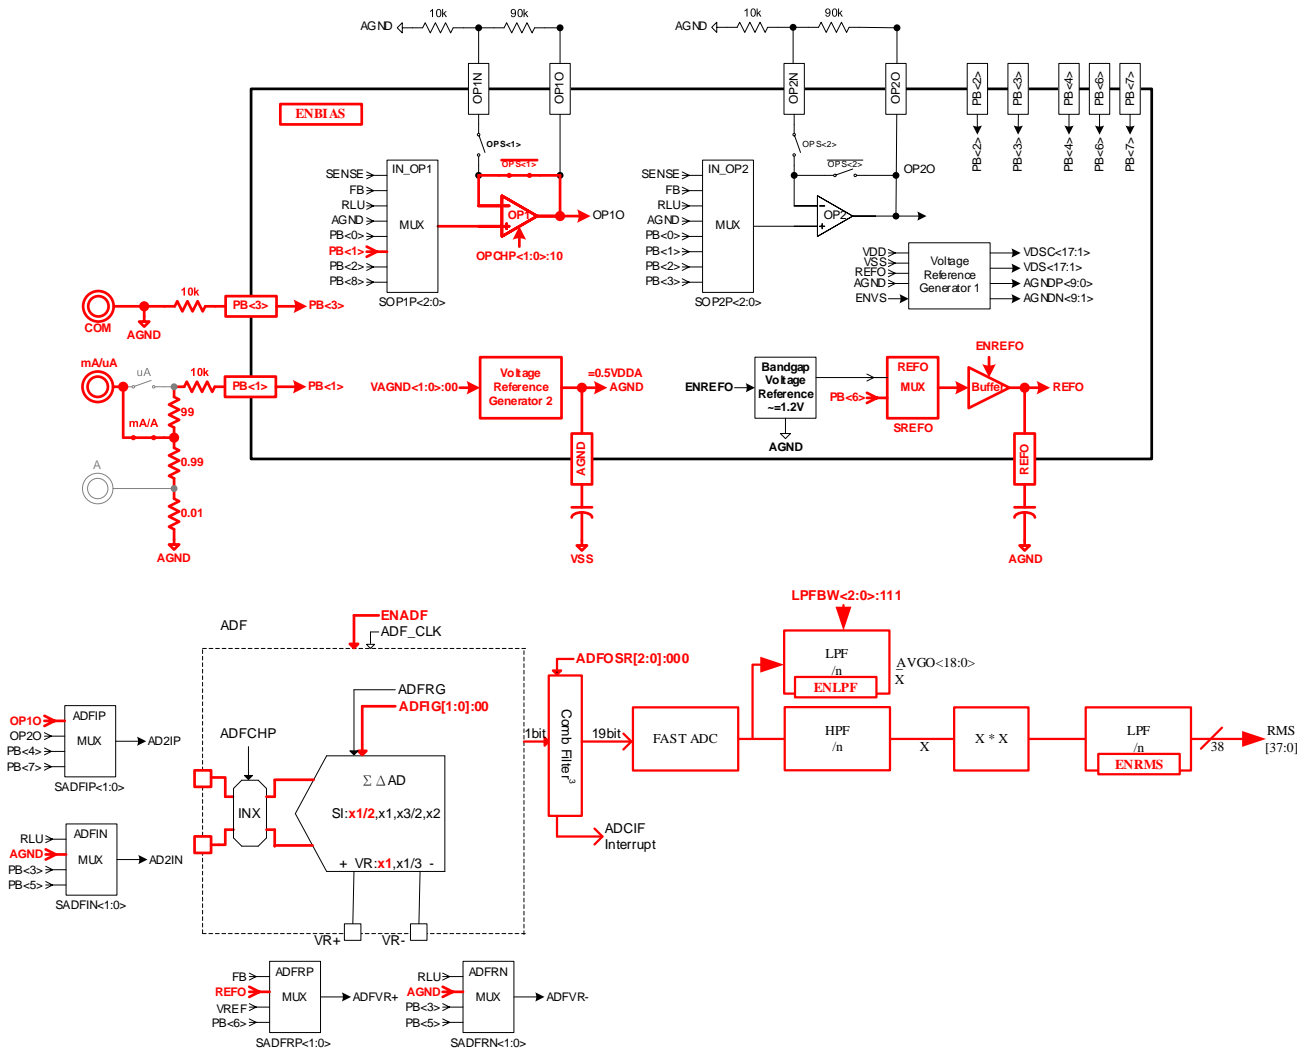 AGND
10k
90k
AGND
10k
90k
OP1N
OP1O
OP2N
OP2O
PB<2>
PB<3>
PB<4>
PB<6>
PB<7>
ENBIAS
OPS<1>
OPS<1>
OPS<2>
OPS<2>
PB<2>
PB<3>
PB<4>
PB<6>
PB<7>
SENSE
FB
RLU
AGND
PB<0>
PB<1>
PB<2>
PB<8>
IN_OP1
MUX
SOP1P<2:0>
OP1
OP1O
OPCHP<1:0>:10
SENSE
FB
RLU
AGND
PB<0>
PB<1>
PB<2>
PB<3>
IN_OP2
MUX
SOP2P<2:0>
OP2
OP2O
VDD
VSS
REFO
AGND
ENVS
Voltage
Reference
Generator 1
VDSC<17:1>
VDS<17:1>
AGNDP<9:0>
AGNDN<9:1>
COM
AGND
10k
PB<3>
PB<3>
mA/uA
uA
10k
PB<1>
PB<1>
99
mA/A
0.99
A
0.01
AGND
VAGND<1:0>:00
Voltage
Reference
Generator 2
=0.5VDDA
AGND
AGND
VSS
ENREFO
Bandgap
Voltage
Reference
~=1.2V
AGND
PB<6>
REFO
MUX
SREFO
ENREFO
Buffer
REFO
REFO
AGND
ADF
ENADF
ADF_CLK
ADFRG
ADFIG[1:0]:00
ADFCHP
INX
Σ Δ AD
SI:x1/2,x1,x3/2,x2
+ VR:x1,x1/3 -
VR+
VR-
OP1O
OP2O
PB<4>
PB<7>
ADFIP
MUX
SADFIP<1:0>
AD2IP
RLU
AGND
PB<3>
PB<5>
ADFIN
MUX
SADFIN<1:0>
AD2IN
FB
REFO
VREF
PB<6>
ADFRP
MUX
SADFRP<1:0>
ADFVR+
RLU
AGND
PB<3>
PB<5>
ADFRN
MUX
SADFRN<1:0>
ADFVR-
1bit
ADFOSR[2:0]:000
Comb Filter³
19bit
ADCIF
Interrupt
FAST ADC
LPFBW<2:0>:111
LPF
/n
ENLPF
AVGO<18:0>
X
HPF
/n
X
X * X
LPF
/n
ENRMS
38
RMS
[37:0]